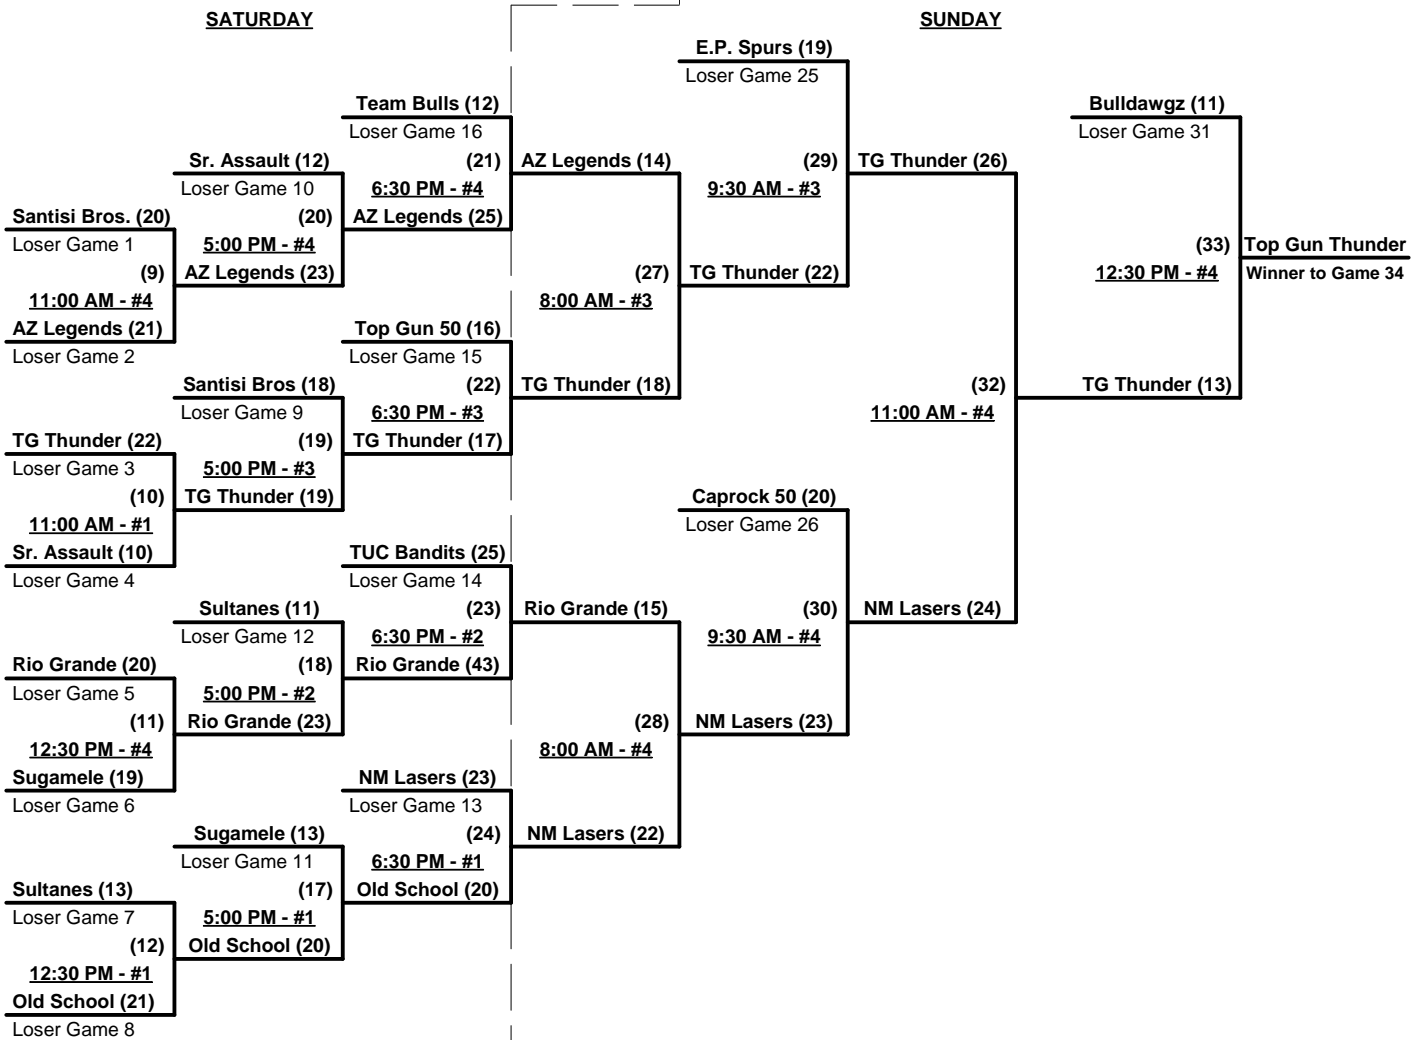 SATURDAY
SUNDAY
E.P. Spurs (19)
Loser Game 25
Team Bulls (12)
Bulldawgz (11)
Loser Game 16
Loser Game 31
Sr. Assault (12)
(21)
AZ Legends (14)
(29)
TG Thunder (26)
Loser Game 10
6:30 PM - #4
9:30 AM - #3
Santisi Bros. (20)
(20)
AZ Legends (25)
Loser Game 1
5:00 PM - #4
(33)
Top Gun Thunder
(9)
AZ Legends (23)
(27)
TG Thunder (22)
12:30 PM - #4
Winner to Game 34
11:00 AM - #4
8:00 AM - #3
AZ Legends (21)
Top Gun 50 (16)
Loser Game 2
Loser Game 15
Santisi Bros (18)
(22)
TG Thunder (18)
(32)
TG Thunder (13)
Loser Game 9
6:30 PM - #3
11:00 AM - #4
TG Thunder (22)
(19)
TG Thunder (17)
Loser Game 3
5:00 PM - #3
(10)
TG Thunder (19)
Caprock 50 (20)
11:00 AM - #1
Loser Game 26
Sr. Assault (10)
TUC Bandits (25)
Loser Game 4
Loser Game 14
Sultanes (11)
(23)
Rio Grande (15)
(30)
NM Lasers (24)
Loser Game 12
6:30 PM - #2
9:30 AM - #4
Rio Grande (20)
(18)
Rio Grande (43)
Loser Game 5
5:00 PM - #2
(11)
Rio Grande (23)
(28)
NM Lasers (23)
12:30 PM - #4
8:00 AM - #4
Sugamele (19)
NM Lasers (23)
Loser Game 6
Loser Game 13
Sugamele (13)
(24)
NM Lasers (22)
Loser Game 11
6:30 PM - #1
Sultanes (13)
(17)
Old School (20)
Loser Game 7
5:00 PM - #1
(12)
Old School (20)
12:30 PM - #1
Old School (21)
Loser Game 8